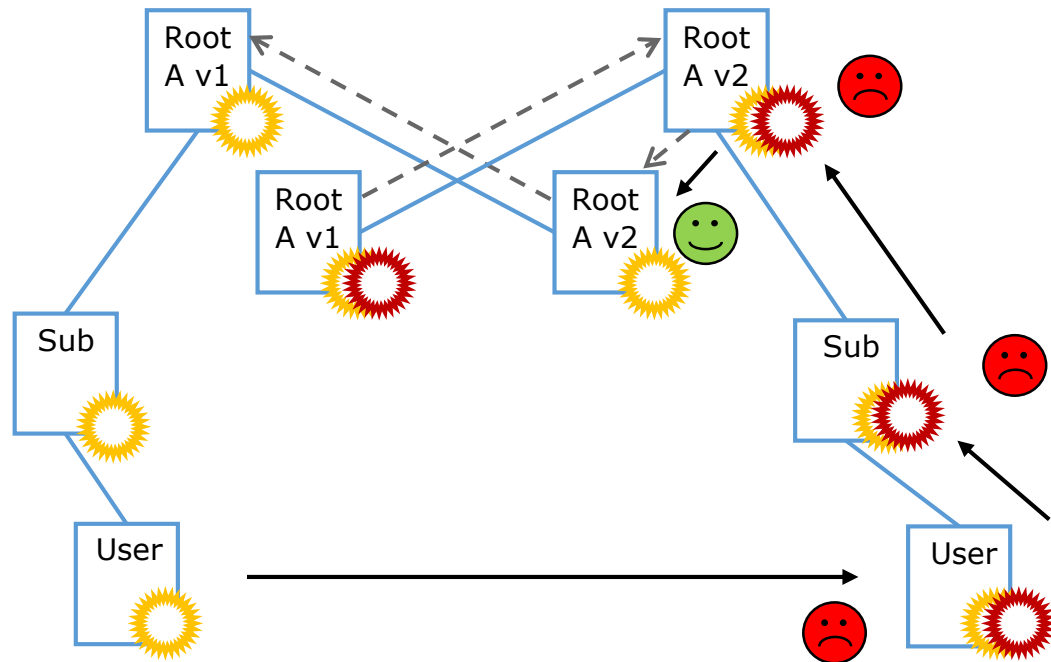 Root
A v1
Root
A v2
Root
A v1
Root
A v2
Sub
Sub
User
User